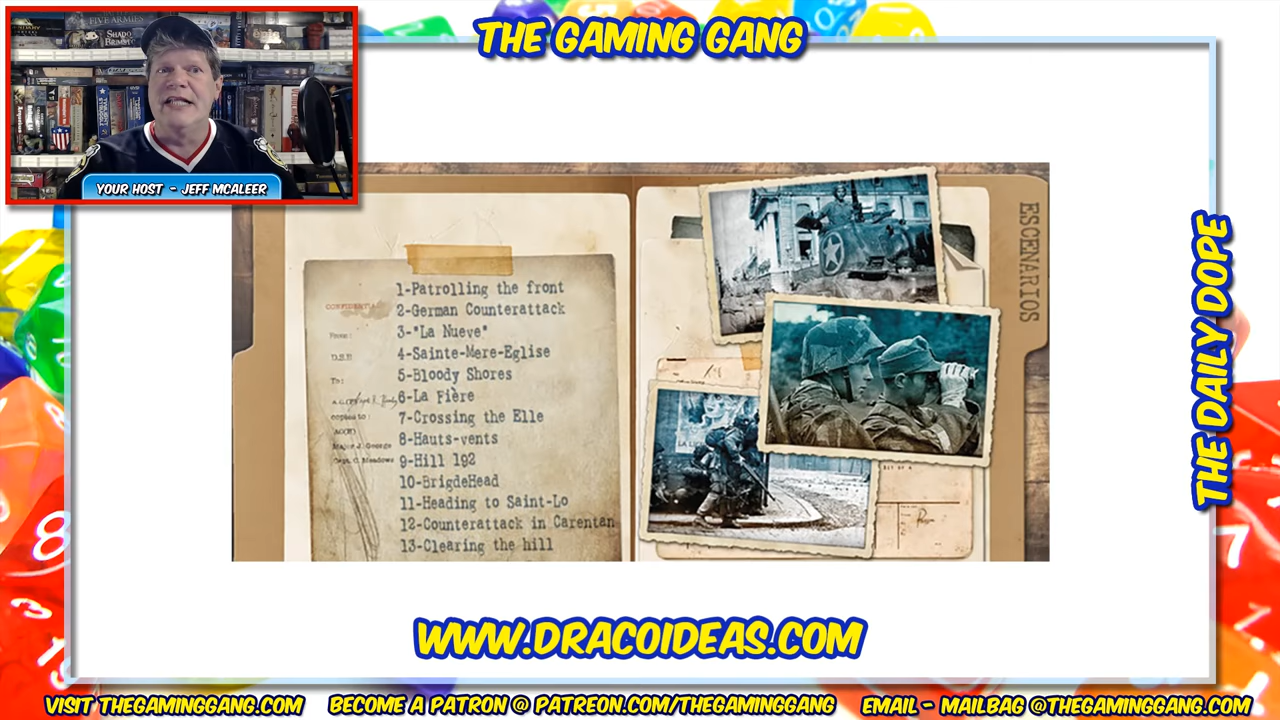 THE GAMING GANG
YOUR HOST - JEFF MCALEER
THE DAILY DOPE
ESCENARIOS
CONFIDENTIAL
From:
To:
copied to:
Major J. George
Capt. C. Meadows
1-Patrolling the front
2-German Counterattack
3-"La Nueve"
4-Sainte-Mere-Eglise
5-Bloody Shores
6-La Fière
7-Crossing the Elle
8-Hauts-vents
9-Hill 192
10-BrigdeHead
11-Heading to Saint-Lo
12-Counterattack in Carentan
13-Clearing the hill
WWW.DRACOIDEAS.COM
VISIT THEGAMINGGANG.COM
BECOME A PATRON @ PATREON.COM/THEGAMINGGANG
EMAIL - MAILBAG @THEGAMINGGANG.COM